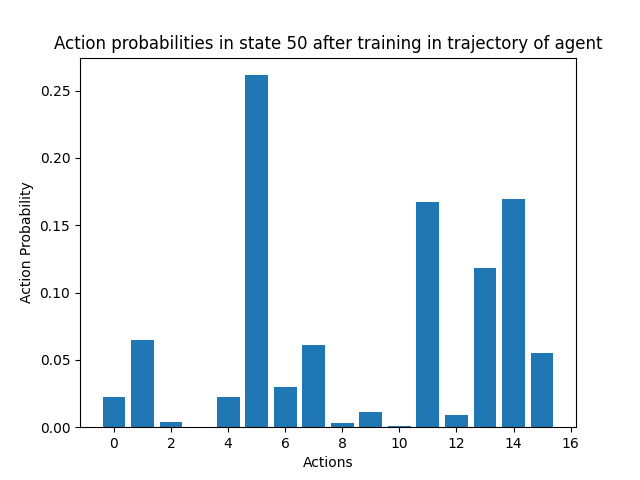 Action probabilities in state 50 after training in trajectory of agent
0.25
0.20
0.15
0.10
0.05
0.00
Action Probability
0 2 4 6 8 10 12 14 16
Actions